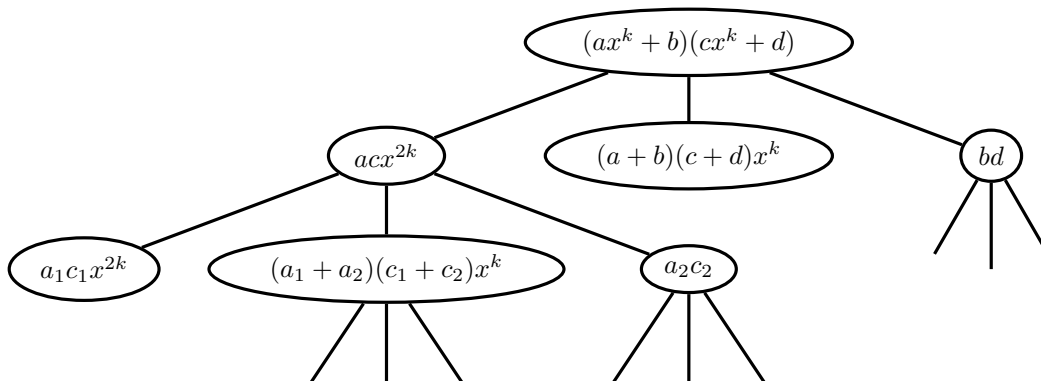 (ax^k + b)(cx^k + d)
acx^{2k}
(a + b)(c + d)x^k
bd
a_1c_1x^{2k}
(a_1 + a_2)(c_1 + c_2)x^k
a_2c_2